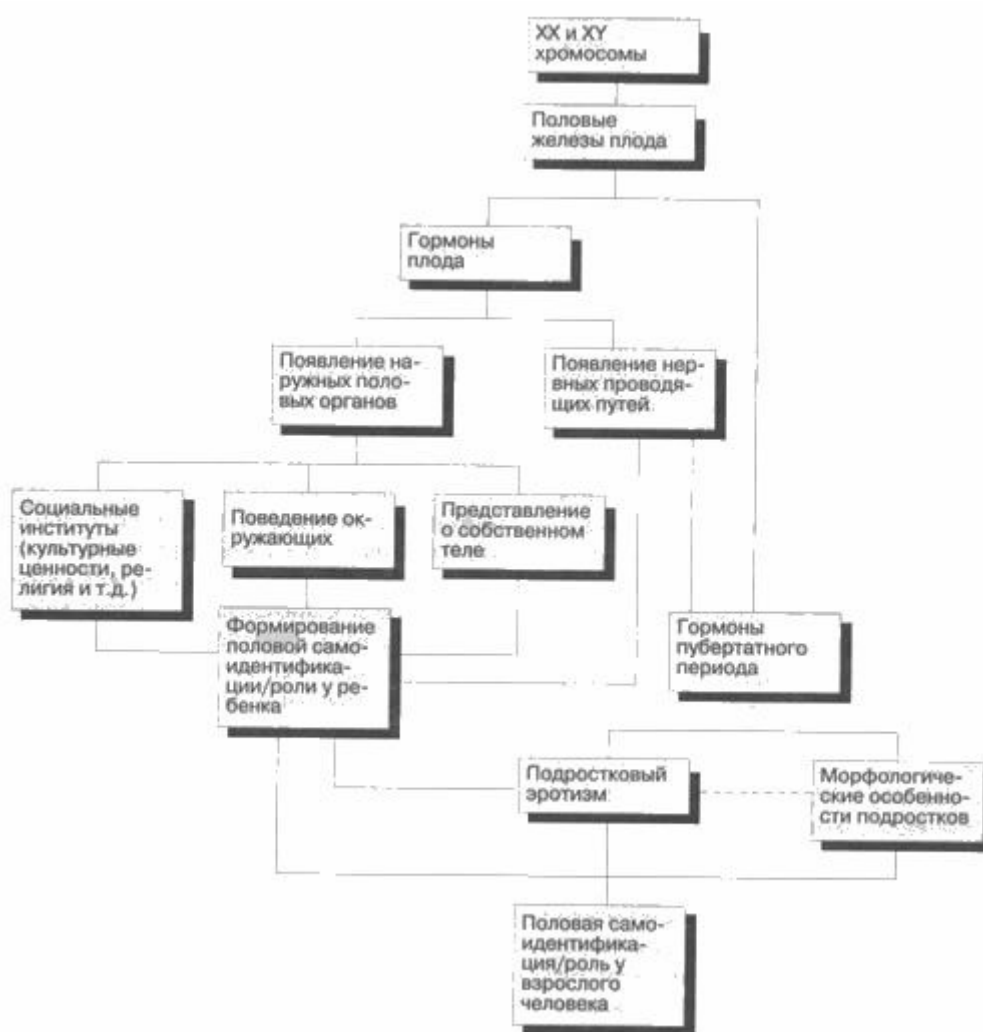 XX и XY
хромосомы
Половые
железы плода
Гормоны
плода
Появление на-
ружных поло-
вых органов
Появление нер-
вных проводя-
щих путей
Социальные
институты
(культурные
ценности, ре-
лигия и т.д.)
Поведение ок-
ружающих
Представление
о собственном
теле
Формирование
половой само-
идентифика-
ции/роли у ре-
бенка
Гормоны
пубертатного
периода
Подростковый
эротизм
Морфологиче-
ские особенно-
сти подростков
Половая само-
идентифика-
ция/роль у
взрослого
человека